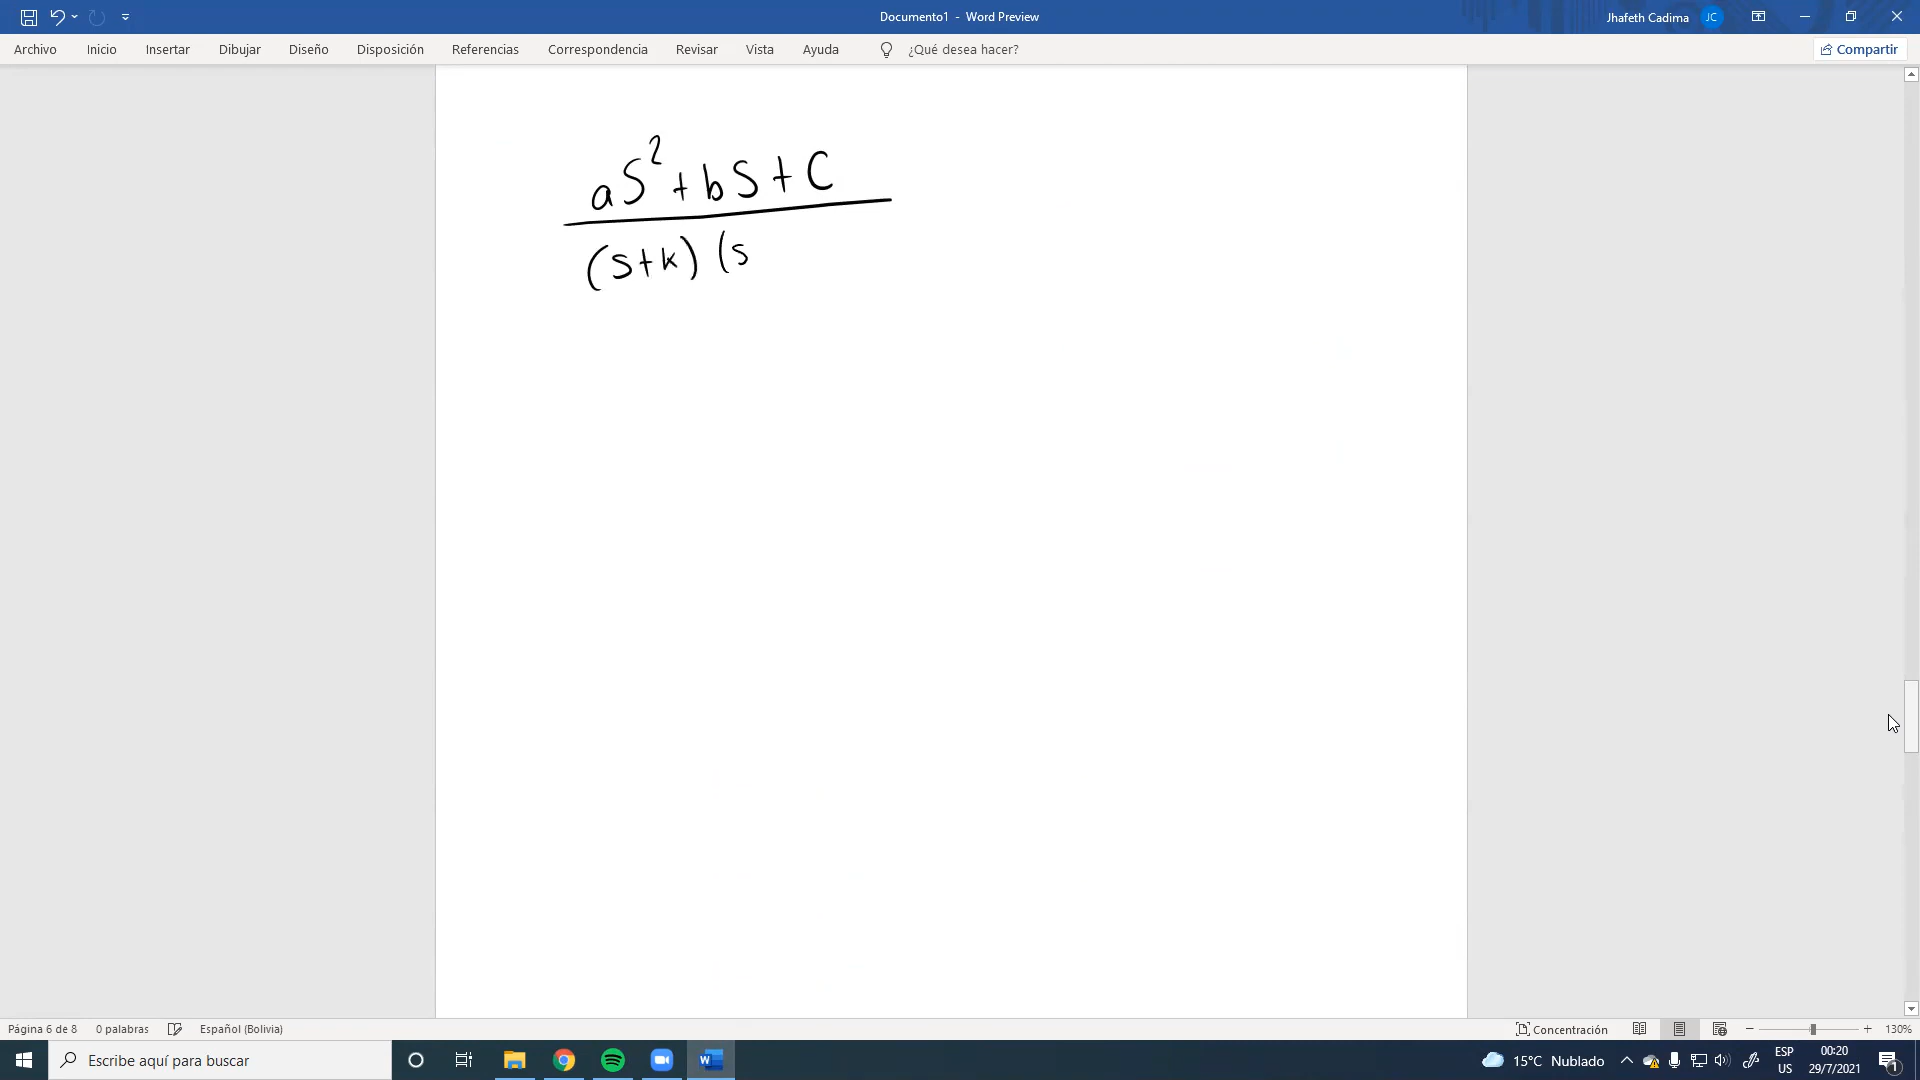 Documento1 - Word Preview
Jhafeth Cadima JC
Archivo Inicio Insertar Dibujar Diseño Disposición Referencias Correspondencia Revisar Vista Ayuda ¿Qué desea hacer? Compartir
aS²+bS+C
(S+k)(s
Página 6 de 8 0 palabras Español (Bolivia) Concentración 130%
Escribe aquí para buscar
15°C Nublado
ESP
US
00:20
29/7/2021
1